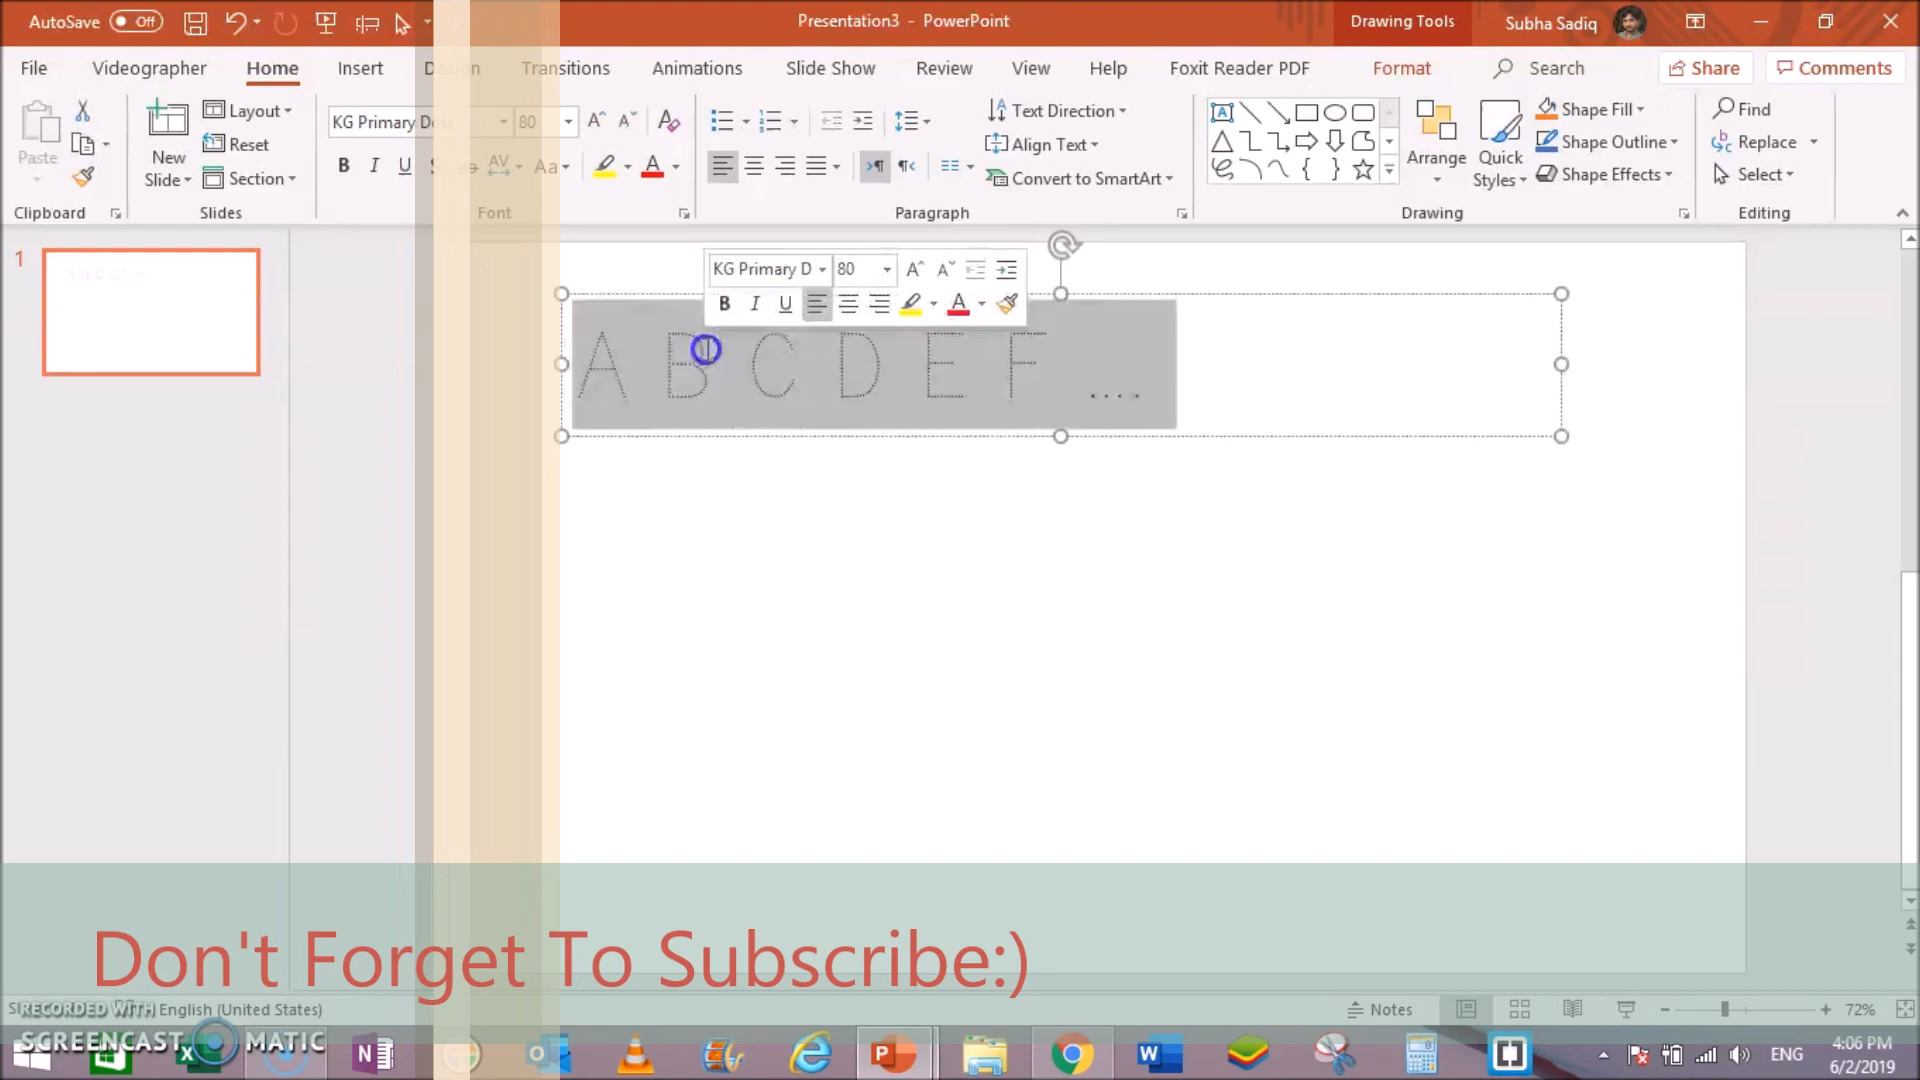 AutoSave Off Presentation3 - PowerPoint Drawing Tools Subha Sadiq
File Videographer Home Insert Design Transitions Animations Slide Show Review View Help Foxit Reader PDF Format Search Share Comments
Paste
New Slide
Layout
Reset
Section
KG Primary Dots 80
B I U S AV Aa A
Text Direction
Align Text
Convert to SmartArt
Arrange
Quick Styles
Shape Fill
Shape Outline
Shape Effects
Find
Replace
Select
Clipboard Slides Font Paragraph Drawing Editing
1
KG Primary D 80
B I U A
A B C D E F ....
Don't Forget To Subscribe:)
English (United States) Notes 72%
RECORDED WITH
SCREENCAST MATIC
ENG
4:06 PM
6/2/2019